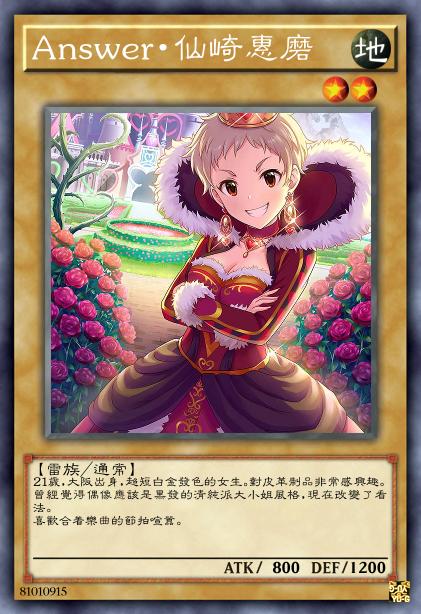 Answer・仙崎惠磨
地
【雷族/通常】
21歲,大阪出身,超短白金發色的女生。對皮革制品非常感興趣。
曾經覺得偶像應該是黑發的清純派大小姐風格,現在改變了看
法。
喜歡合着樂曲的節拍喧囂。
ATK/ 800 DEF/1200
81010915